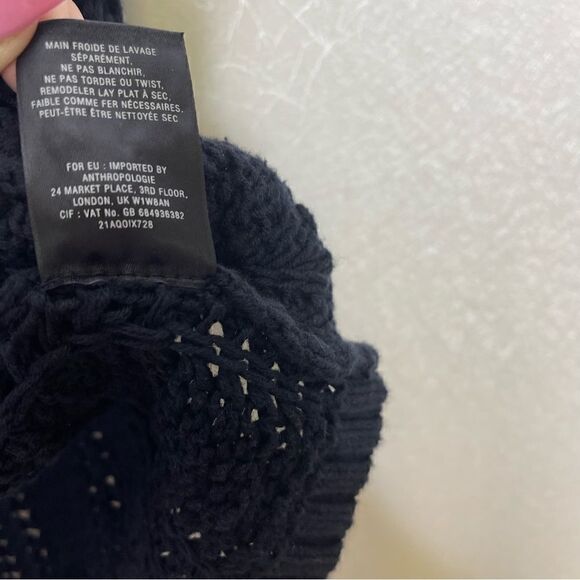 MAIN FROIDE DE LAVAGE
SÉPARÉMENT,
NE PAS BLANCHIR,
NE PAS TORDORE OU TWIST,
REMODELER LAY PLAT À SEC,
FAIBLE COMME FER NÉCESSAIRES.
PEUT-ÊTRE ÊTRE NETTOYÉE SEC
FOR EU : IMPORTED BY
ANTHROPOLOGIE
24 MARKET PLACE, 3RD FLOOR,
LONDON, UK W1W8AN
CIF : VAT No. GB 684936382
21AQOIX728